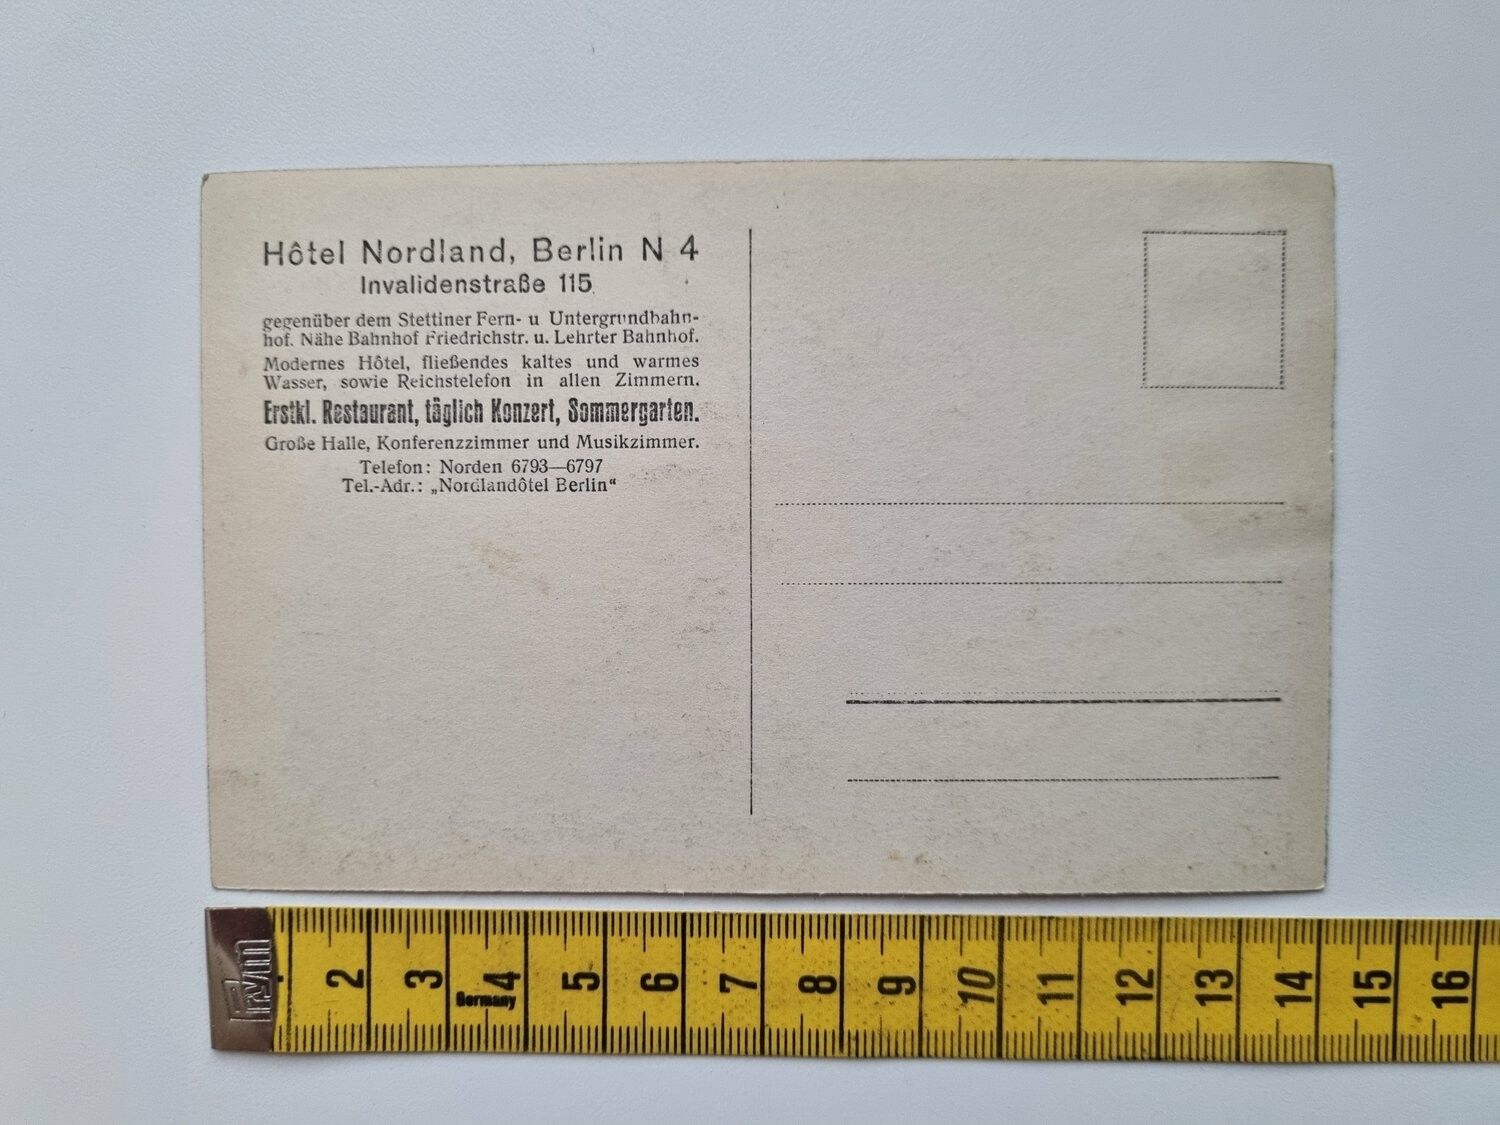 Hôtel Nordland, Berlin N 4
Invalidenstraße 115
gegenüber dem Stettiner Fern- u Untergrundbahn-
hof. Nähe Bahnhof Friedrichstr. u. Lehrter Bahnhof.
Modernes Hôtel, fließendes kaltes und warmes
Wasser, sowie Reichstelefon in allen Zimmern.
Erstkl. Restaurant, täglich Konzert, Sommergarten.
Große Halle, Konferenzzimmer und Musikzimmer.
Telefon: Norden 6793—6797
Tel.-Adr.: „Nordlandôtel Berlin“
Prym
2 3 4 5 6 7 8 9 10 11 12 13 14 15 16
Germany